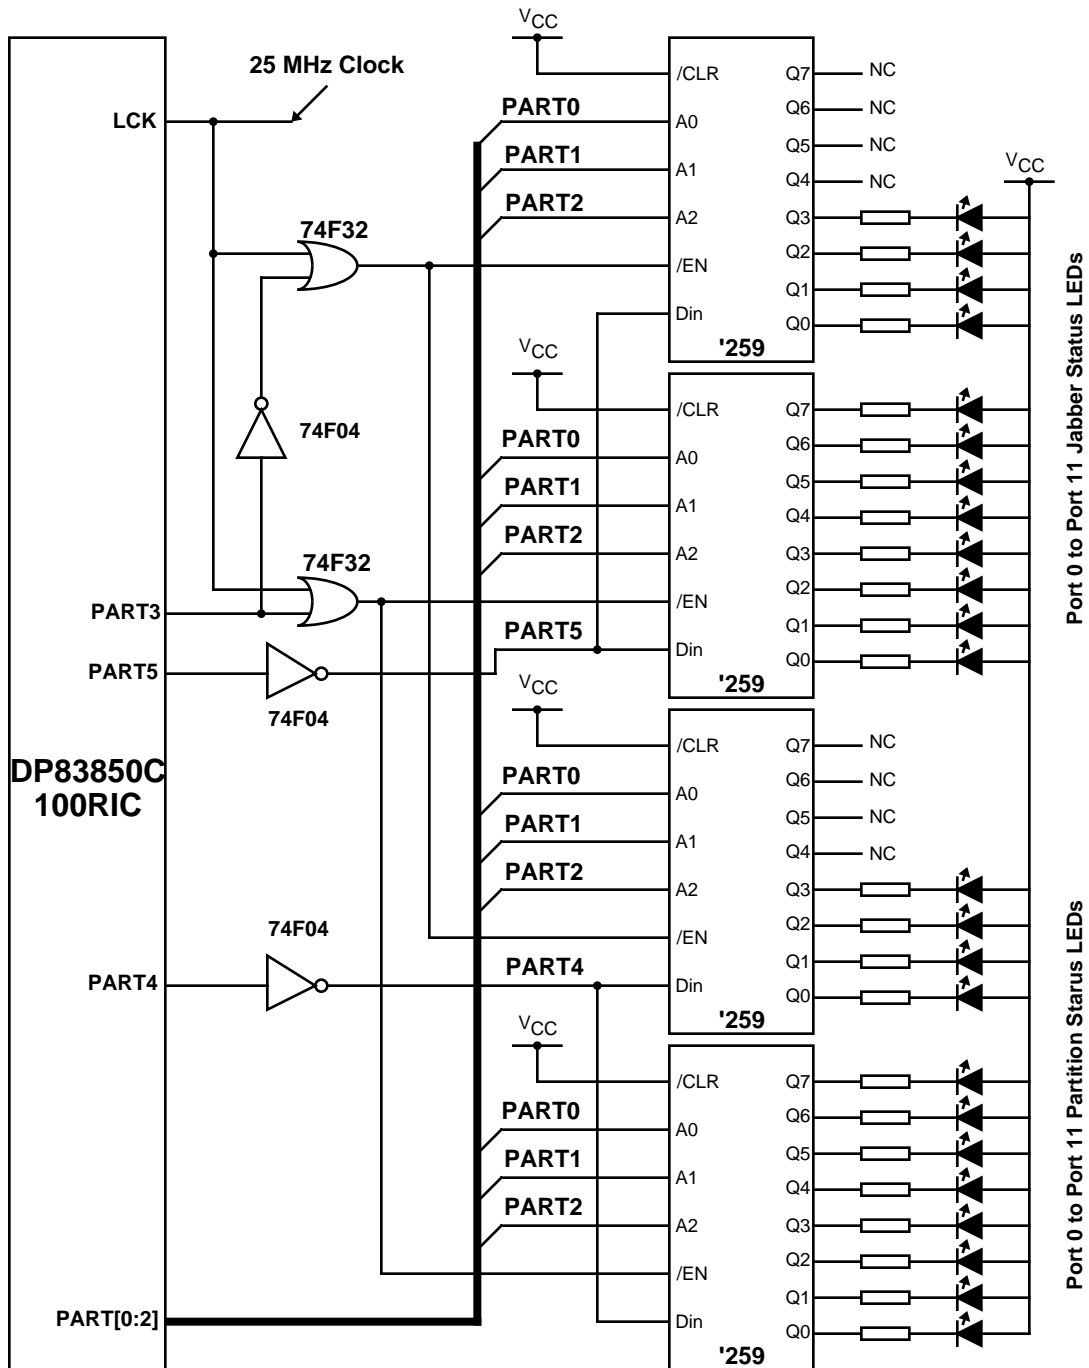 VCC
25 MHz Clock
LCK
PART0
PART1
PART2
74F32
/CLR
A0
A1
A2
/EN
Din
Q7
Q6
Q5
Q4
Q3
Q2
Q1
Q0
NC
NC
NC
NC
'259
VCC
VCC
74F04
PART0
PART1
PART2
/CLR
A0
A1
A2
/EN
Din
Q7
Q6
Q5
Q4
Q3
Q2
Q1
Q0
'259
Port 0 to Port 11 Jabber Status LEDs
74F32
PART3
PART5
PART5
74F04
VCC
DP83850C
100RIC
PART0
PART1
PART2
/CLR
A0
A1
A2
/EN
Din
Q7
Q6
Q5
Q4
Q3
Q2
Q1
Q0
NC
NC
NC
NC
'259
74F04
PART4
PART4
VCC
PART0
PART1
PART2
/CLR
A0
A1
A2
/EN
Din
Q7
Q6
Q5
Q4
Q3
Q2
Q1
Q0
'259
Port 0 to Port 11 Partition Starus LEDs
PART[0:2]